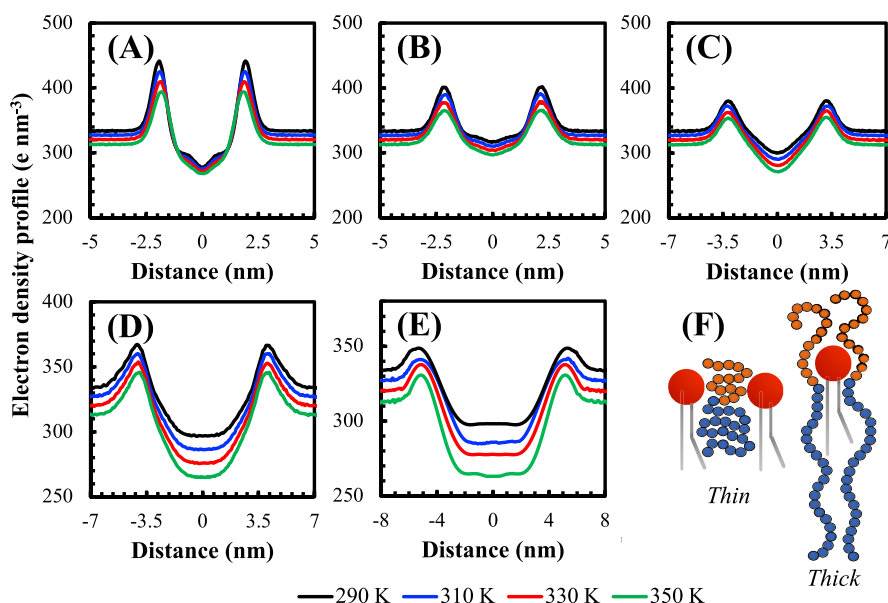 Electron density profile (e nm⁻³)
500
400
300
200
(A)
-5 -2.5 0 2.5 5
Distance (nm)
500
400
300
200
(B)
-5 -2.5 0 2.5 5
Distance (nm)
500
400
300
200
(C)
-7 -3.5 0 3.5 7
Distance (nm)
400
350
300
250
(D)
-7 -3.5 0 3.5 7
Distance (nm)
350
300
250
(E)
-8 -4 0 4 8
Distance (nm)
(F)
Thin
Thick
290 K 310 K 330 K 350 K